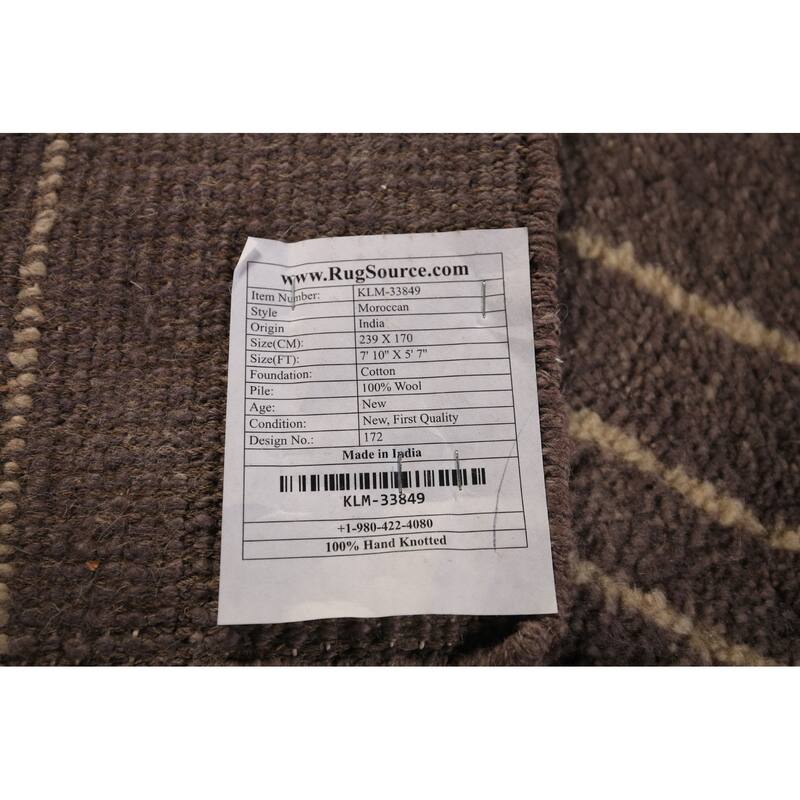 www.RugSource.com
Item Number: KLM-33849
Style Moroccan
Origin India
Size(CM): 239 X 170
Size(FT): 7' 10" X 5' 7"
Foundation: Cotton
Pile: 100% Wool
Age: New
Condition: New, First Quality
Design No.: 172
Made in India
KLM-33849
+1-980-422-4080
100% Hand Knotted